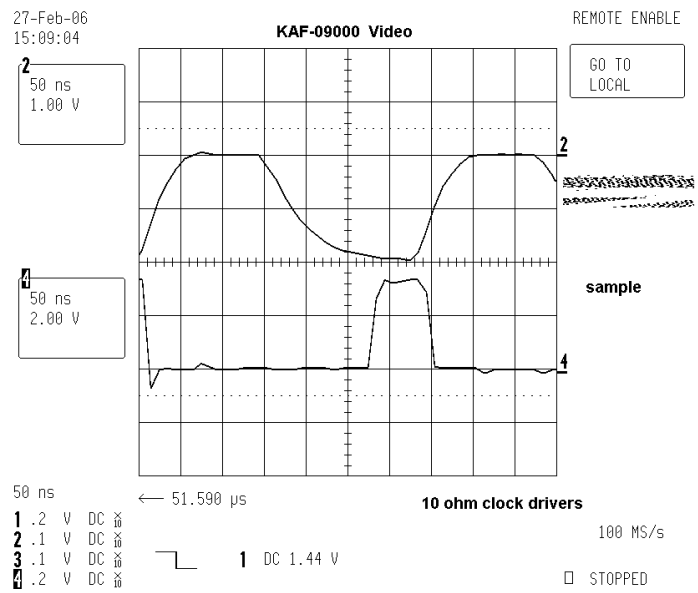 27-Feb-06
15:09:04
KAF-09000 Video
REMOTE ENABLE
GO TO
LOCAL
2
50 ns
1.00 V
2
4
50 ns
2.00 V
sample
4
50 ns
← 51.590 µs
10 ohm clock drivers
1 .2 V DC ×10
2 .1 V DC ×10
3 .1 V DC ×10
4 .2 V DC ×10
1 DC 1.44 V
100 MS/s
□ STOPPED